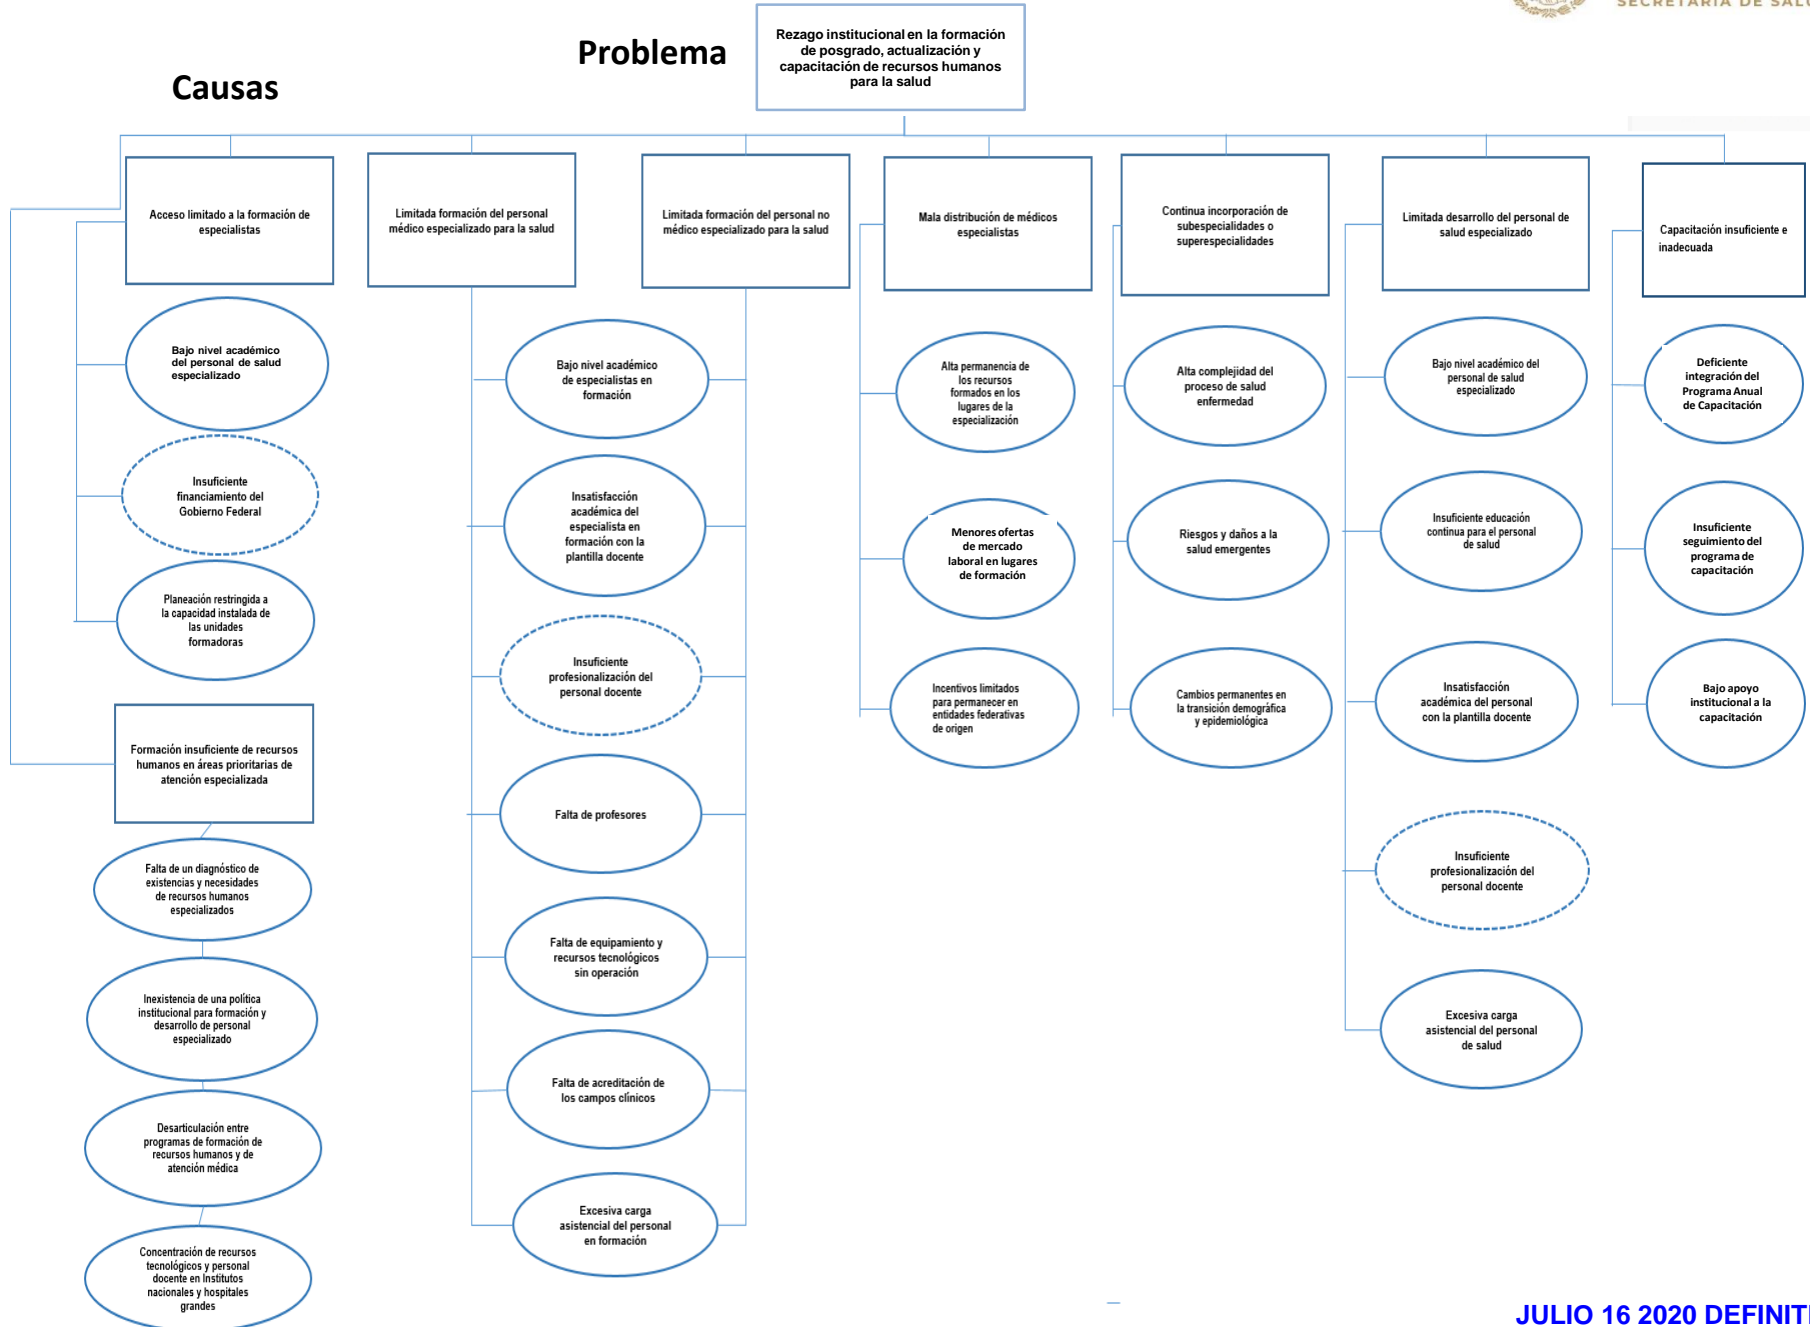 SECRETARÍA DE SALU
Problema
Rezago institucional en la formación
de posgrado, actualización y
capacitación de recursos humanos
para la salud
Causas
Acceso limitado a la formación de
especialistas
Limitada formación del personal
médico especializado para la salud
Limitada formación del personal no
médico especializado para la salud
Mala distribución de médicos
especialistas
Continua incorporación de
subespecialidades o
superespecialidades
Limitada desarrollo del personal de
salud especializado
Capacitación insuficiente e
inadecuada
Bajo nivel académico
del personal de salud
especializado
Insuficiente
financiamiento del
Gobierno Federal
Planeación restringida a
la capacidad instalada de
las unidades
formadoras
Formación insuficiente de recursos
humanos en áreas prioritarias de
atención especializada
Falta de un diagnóstico de
existencias y necesidades
de recursos humanos
especializados
Inexistencia de una política
institucional para formación y
desarrollo de personal
especializado
Desarticulación entre
programas de formación de
recursos humanos y de
atención médica
Concentración de recursos
tecnológicos y personal
docente en Institutos
nacionales y hospitales
grandes
Bajo nivel académico
de especialistas en
formación
Insatisfacción
académica del
especialista en
formación con la
plantilla docente
Insuficiente
profesionalización del
personal docente
Falta de profesores
Falta de equipamiento y
recursos tecnológicos
sin operación
Falta de acreditación de
los campos clínicos
Excesiva carga
asistencial del personal
en formación
Alta permanencia de
los recursos
formados en los
lugares de la
especialización
Menores ofertas
de mercado
laboral en lugares
de formación
Incentivos limitados
para permanecer en
entidades federativas
de origen
Alta complejidad del
proceso de salud
enfermedad
Riesgos y daños a la
salud emergentes
Cambios permanentes en
la transición demográfica
y epidemiológica
Bajo nivel académico del
personal de salud
especializado
Insuficiente educación
continua para el personal
de salud
Insatisfacción
académica del personal
con la plantilla docente
Insuficiente
profesionalización del
personal docente
Excesiva carga
asistencial del personal
de salud
Deficiente
integración del
Programa Anual
de Capacitación
Insuficiente
seguimiento del
programa de
capacitación
Bajo apoyo
institucional a la
capacitación
JULIO 16 2020 DEFINITI